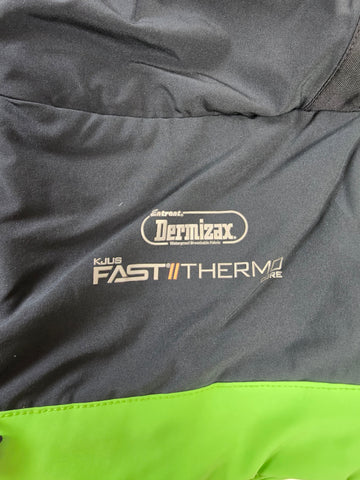 Entrant.
Dermizax®
Waterproof Breathable Fabric
KJUS
FAST THERMO
CORE